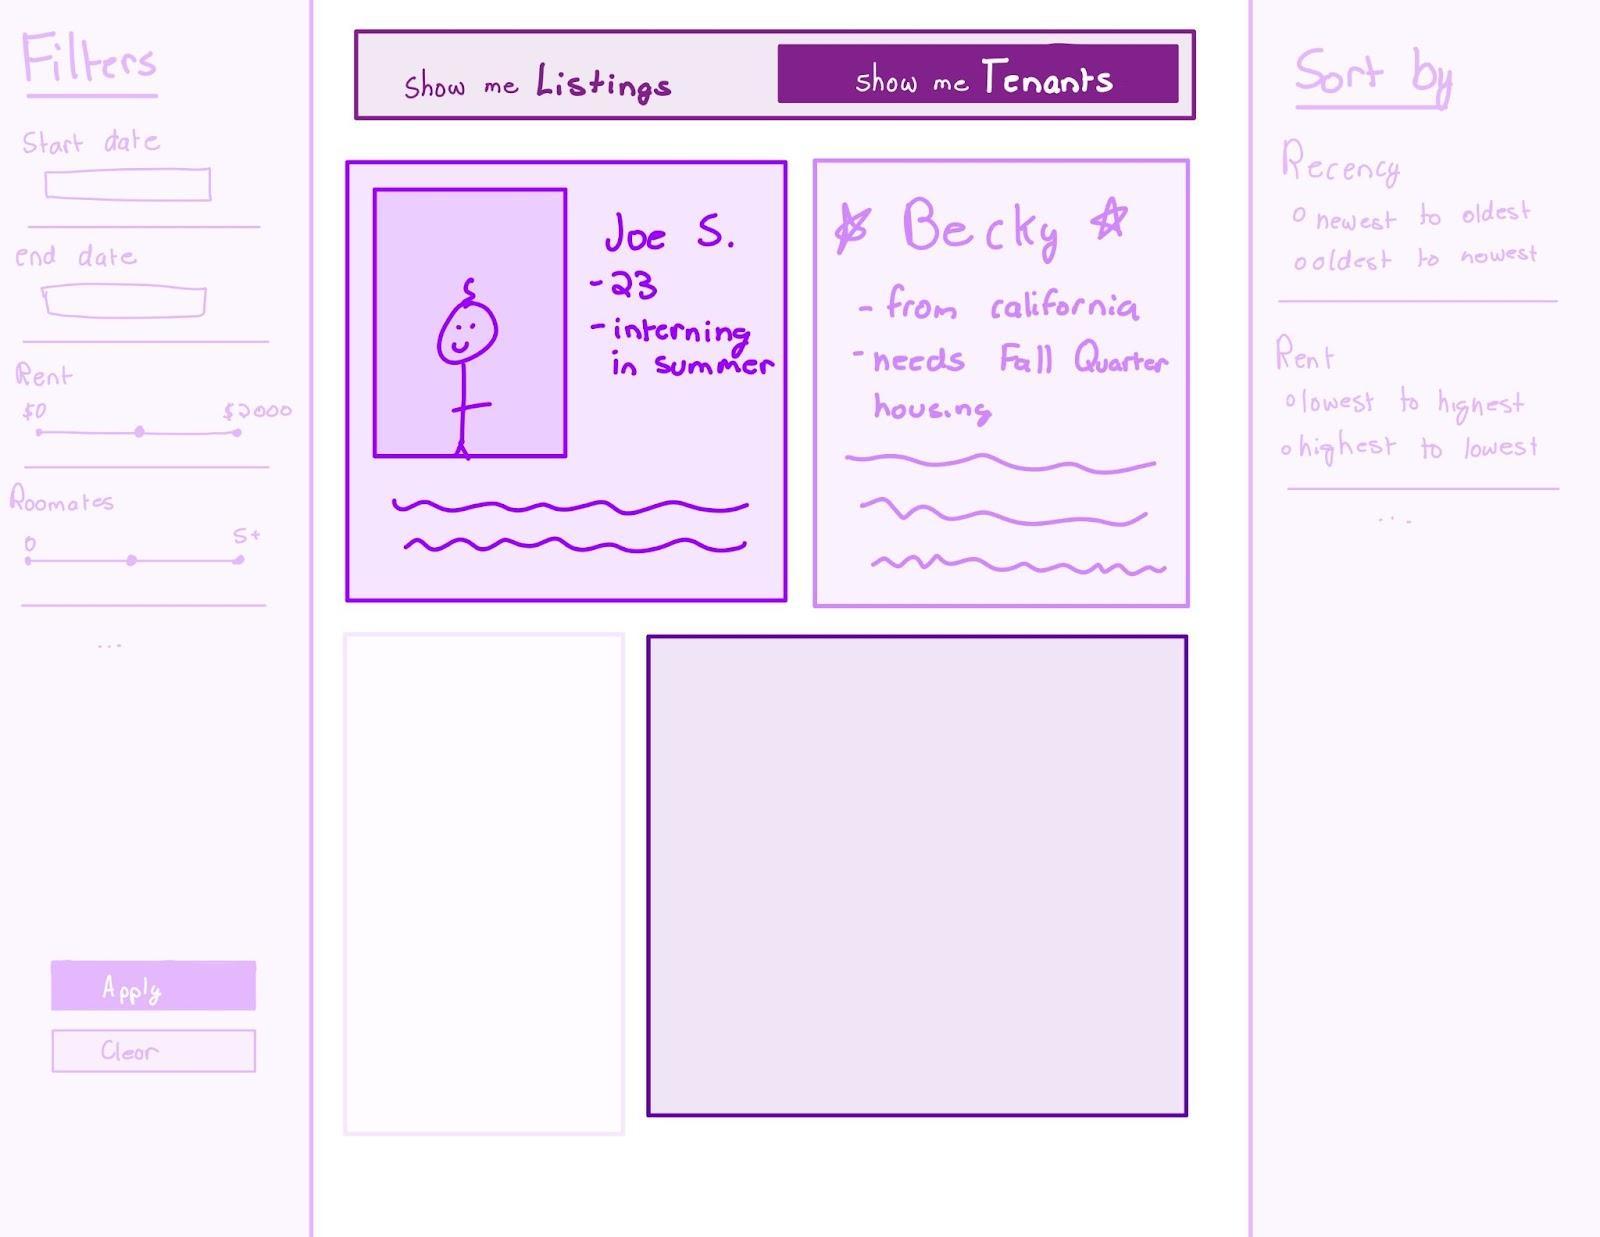 Filters
Start date
end date
Rent
$0 $2000
Roomates
0 5+
...
Apply
Clear
show me Listings
show me Tenants
Joe S.
- 23
- interning
in summer
Becky
- from california
- needs Fall Quarter
housing
Sort by
Recency
newest to oldest
oldest to newest
Rent
lowest to highest
highest to lowest
...